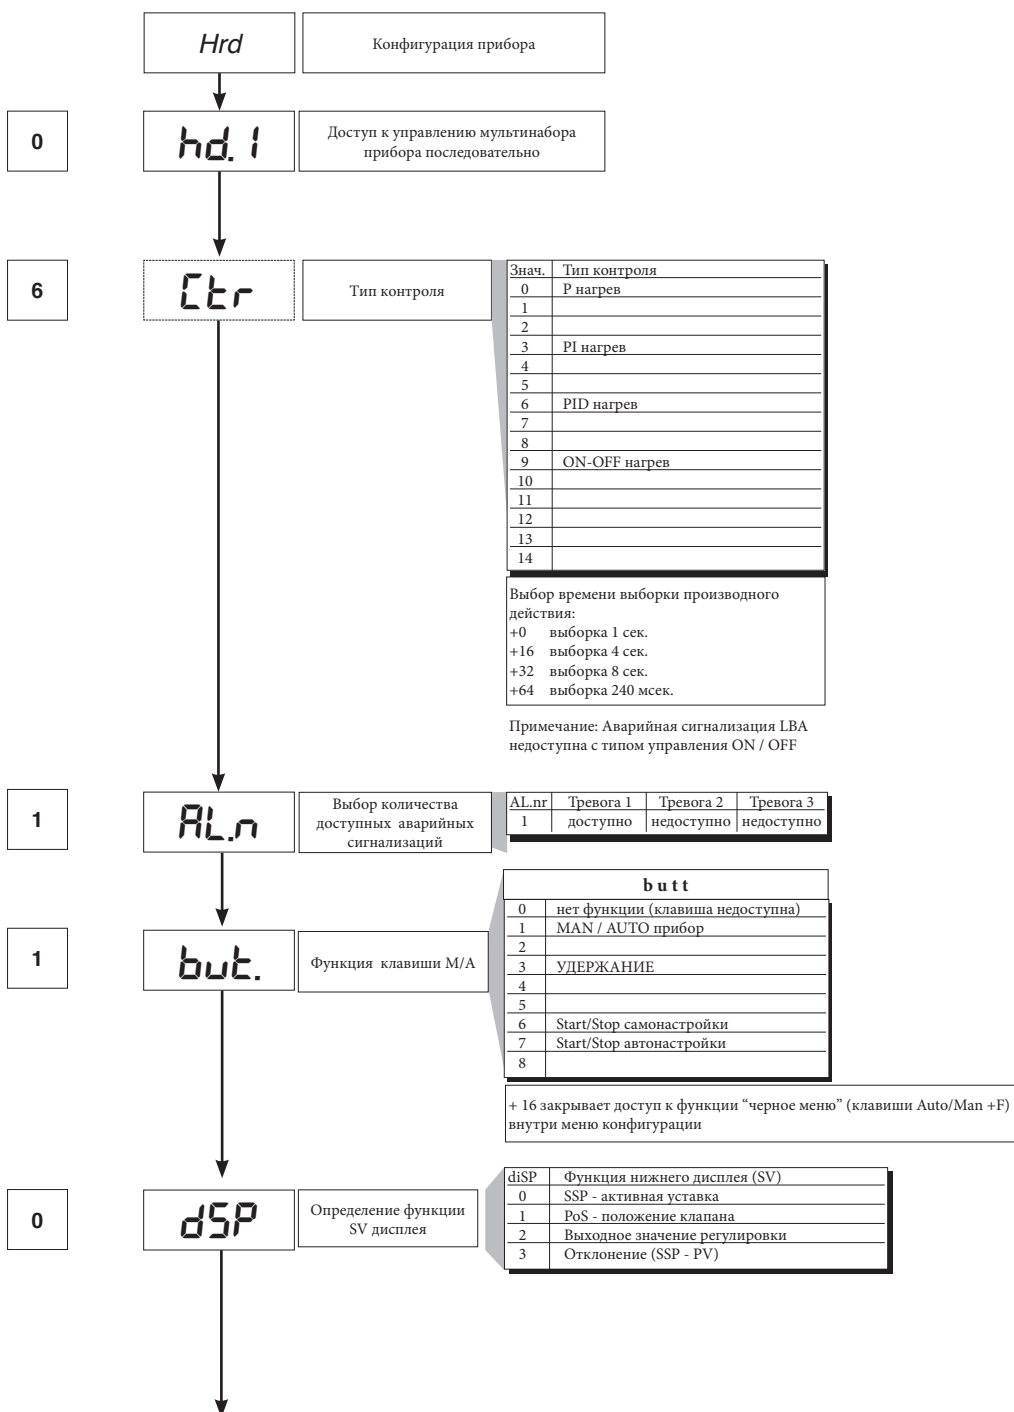 Hrd
Конфигурация прибора
0
hd. 1
Доступ к управлению мультинабора
прибора последовательно
6
Ctr
Тип контроля
Знач. Тип контроля
0 P нагрев
1
2
3 PI нагрев
4
5
6 PID нагрев
7
8
9 ON-OFF нагрев
10
11
12
13
14
Выбор времени выборки производного
действия:
+0 выборка 1 сек.
+16 выборка 4 сек.
+32 выборка 8 сек.
+64 выборка 240 мсек.
Примечание: Аварийная сигнализация LBA
недоступна с типом управления ON / OFF
1
AL.n
Выбор количества
доступных аварийных
сигнализаций
AL.nr Тревога 1 Тревога 2 Тревога 3
1 доступно недоступно недоступно
1
but.
Функция клавиши М/А
butt
0 нет функции (клавиша недоступна)
1 MAN / AUTO прибор
2
3 УДЕРЖАНИЕ
4
5
6 Start/Stop самонастройки
7 Start/Stop автонастройки
8
+ 16 закрывает доступ к функции “черное меню” (клавиши Auto/Man +F)
внутри меню конфигурации
0
dSP
Определение функции
SV дисплея
diSP Функция нижнего дисплея (SV)
0 SSP - активная уставка
1 PoS - положение клапана
2 Выходное значение регулировки
3 Отклонение (SSP - PV)